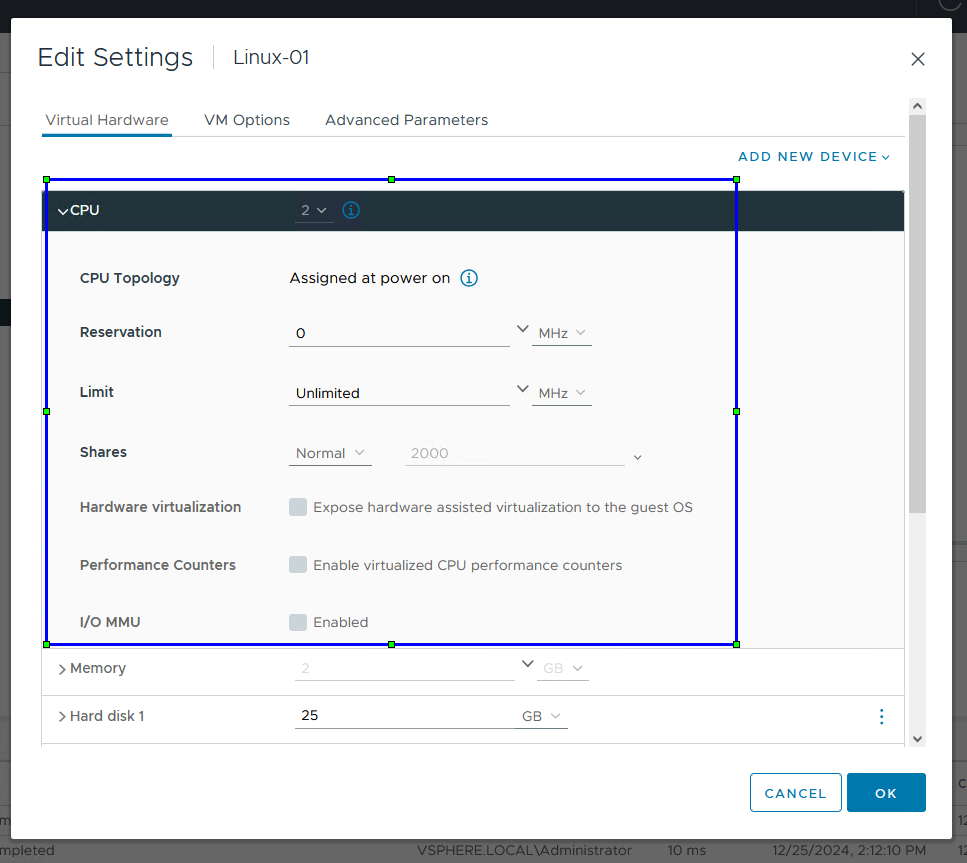 Edit Settings Linux-01
Virtual Hardware VM Options Advanced Parameters
ADD NEW DEVICE
CPU 2
CPU Topology Assigned at power on
Reservation 0 MHz
Limit Unlimited MHz
Shares Normal 2000
Hardware virtualization Expose hardware assisted virtualization to the guest OS
Performance Counters Enable virtualized CPU performance counters
I/O MMU Enabled
Memory 2 GB
Hard disk 1 25 GB
CANCEL OK
mpleted VSPHERE.LOCAL\Administrator 10 ms 12/25/2024, 2:12:10 PM 12